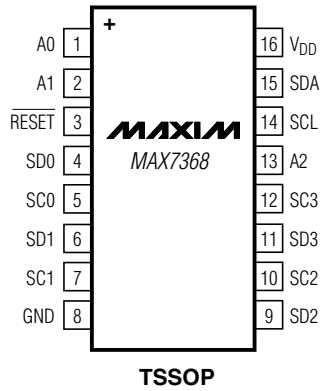 +
A0 1
A1 2
RESET 3
SD0 4
SC0 5
SD1 6
SC1 7
GND 8
MAXIM
MAX7368
16 VDD
15 SDA
14 SCL
13 A2
12 SC3
11 SD3
10 SC2
9 SD2
TSSOP